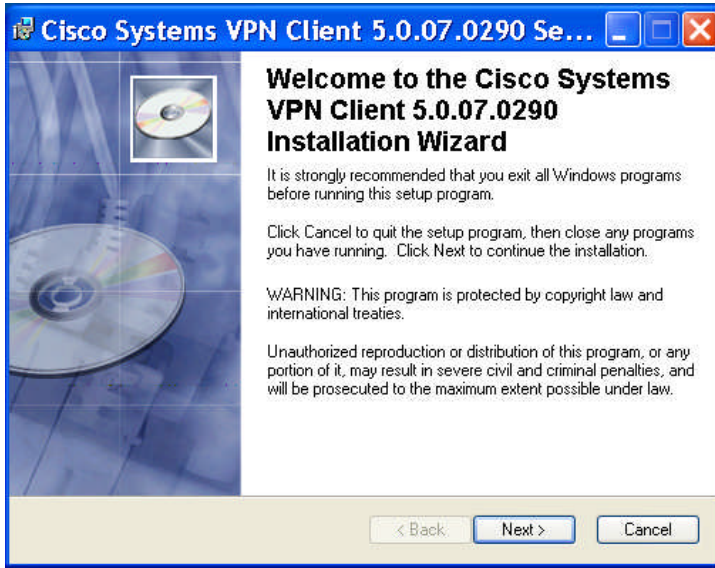 Cisco Systems VPN Client 5.0.07.0290 Se...
Welcome to the Cisco Systems
VPN Client 5.0.07.0290
Installation Wizard
It is strongly recommended that you exit all Windows programs
before running this setup program.
Click Cancel to quit the setup program, then close any programs
you have running. Click Next to continue the installation.
WARNING: This program is protected by copyright law and
international treaties.
Unauthorized reproduction or distribution of this program, or any
portion of it, may result in severe civil and criminal penalties, and
will be prosecuted to the maximum extent possible under law.
< Back
Next >
Cancel